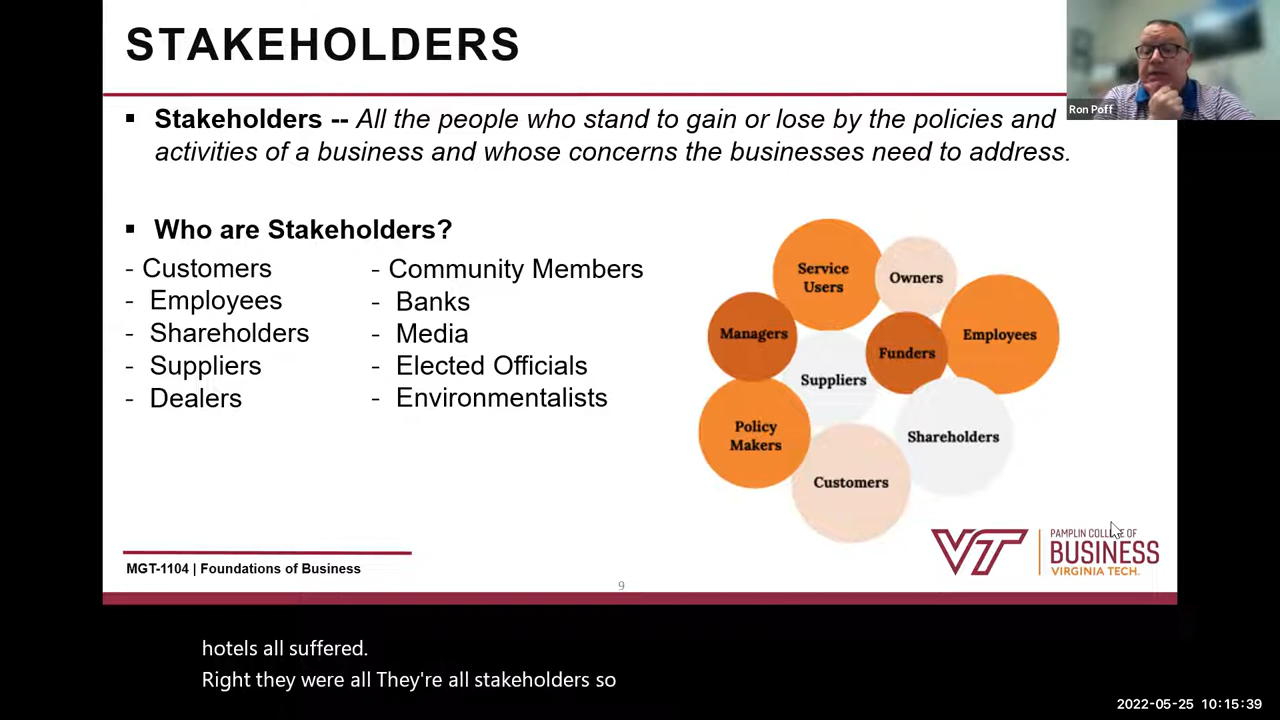 STAKEHOLDERS
Ron Poff
▪ Stakeholders -- All the people who stand to gain or lose by the policies and
activities of a business and whose concerns the businesses need to address.
▪ Who are Stakeholders?
- Customers
- Employees
- Shareholders
- Suppliers
- Dealers
- Community Members
- Banks
- Media
- Elected Officials
- Environmentalists
Service
Users
Owners
Managers
Funders
Employees
Suppliers
Policy
Makers
Shareholders
Customers
VT
PAMPLIN COLLEGE OF
BUSINESS
VIRGINIA TECH.
MGT-1104 | Foundations of Business
9
hotels all suffered.
Right they were all They're all stakeholders so
2022-05-25 10:15:39